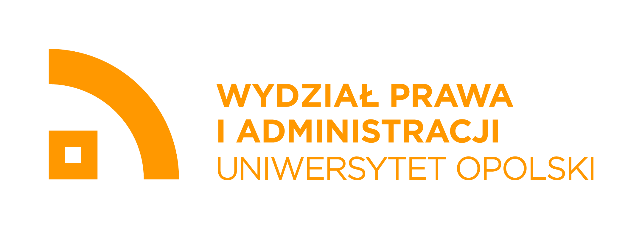 WYDZIAŁ PRAWA
I ADMINISTRACJI
UNIWERSYTET OPOLSKI